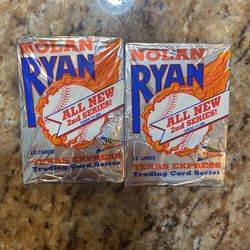 NOLAN
RYAN
ALL NEW
2nd SERIES!
12 CARDS
TEXAS EXPRESS
Trading Card Series
NOLAN
RYAN
ALL NEW
2nd SERIES!
12 CARDS
TEXAS EXPRESS
Trading Card Series